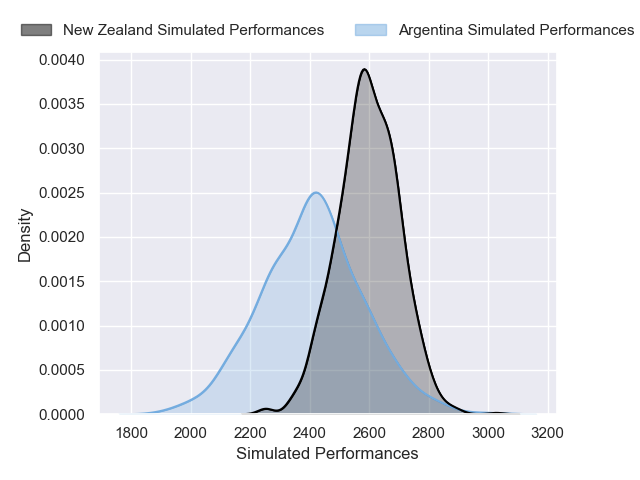 New Zealand Simulated Performances Argentina Simulated Performances
0.0040
0.0035
0.0030
0.0025
0.0020
0.0015
0.0010
0.0005
0.0000
Density
1800 2000 2200 2400 2600 2800 3000 3200
Simulated Performances